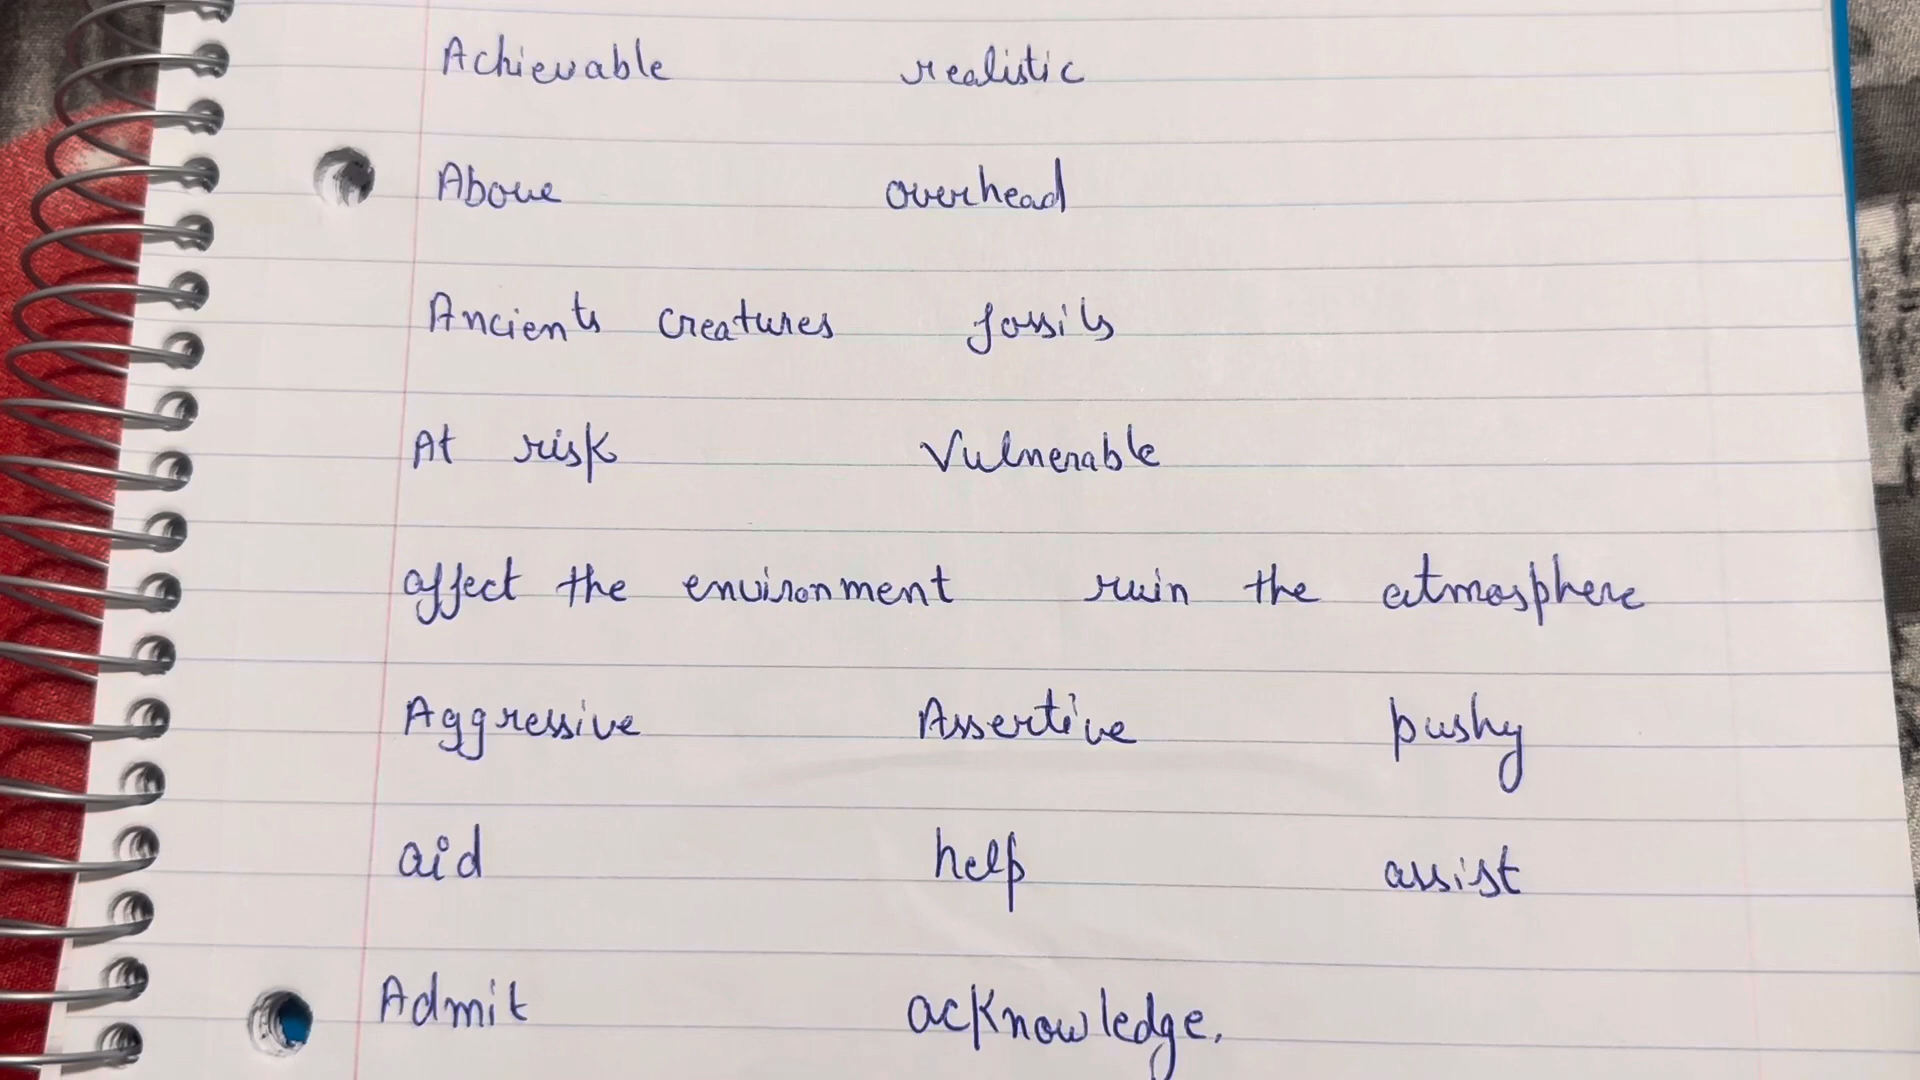 Achievable realistic
Above overhead
Ancients creatures fossils
At risk Vulnerable
affect the environment ruin the atmosphere
Aggressive Assertive pushy
aid help assist
Admit acknowledge.